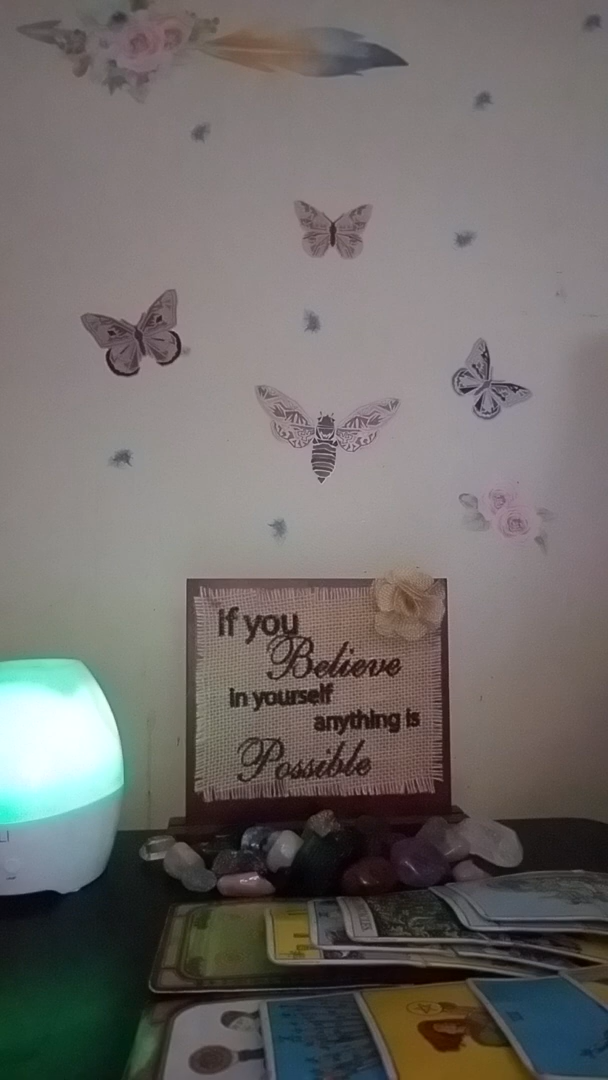 if you
Believe
in yourself
anything is
Possible